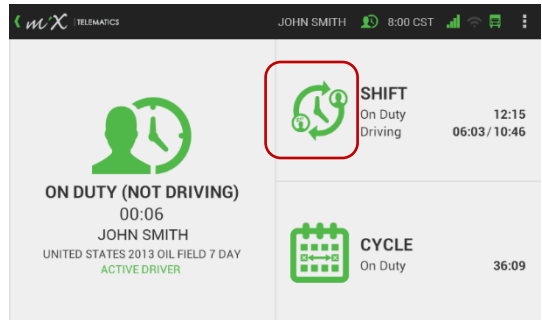 MiX TELEMATICS
JOHN SMITH 8:00 CST
ON DUTY (NOT DRIVING)
00:06
JOHN SMITH
UNITED STATES 2013 OIL FIELD 7 DAY
ACTIVE DRIVER
SHIFT
On Duty 12:15
Driving 06:03/10:46
CYCLE
On Duty 36:09